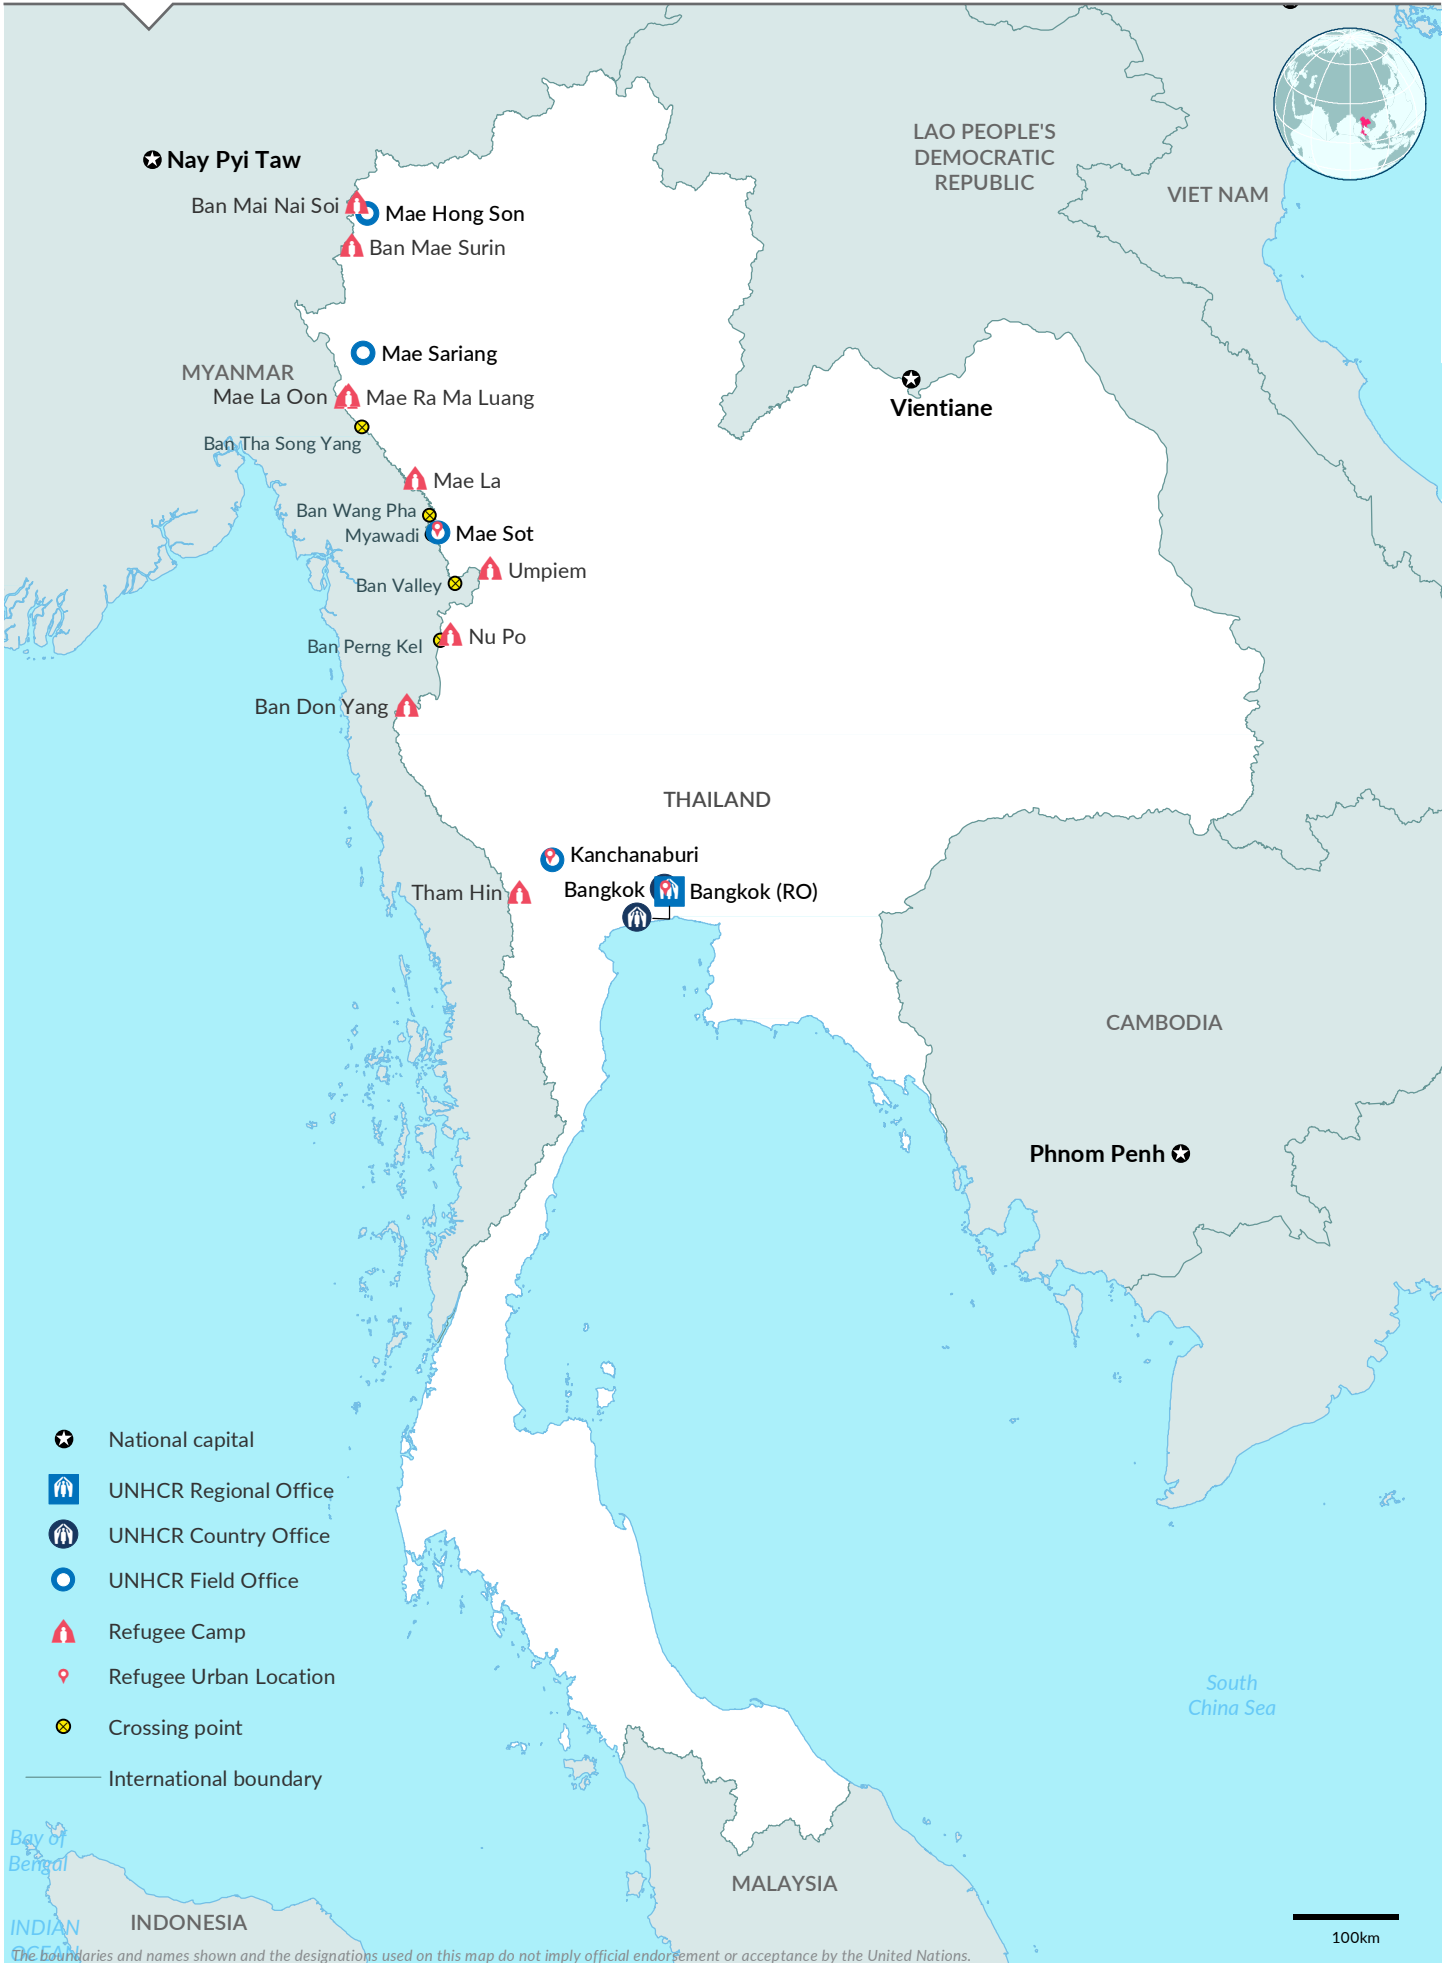 LAO PEOPLE'S
DEMOCRATIC
REPUBLIC
VIET NAM
Nay Pyi Taw
Ban Mai Nai Soi
Mae Hong Son
Ban Mae Surin
Mae Sariang
MYANMAR
Mae La Oon
Mae Ra Ma Luang
Vientiane
Ban Tha Song Yang
Mae La
Ban Wang Pha
Myawadi
Mae Sot
Umpiem
Ban Valley
Nu Po
Ban Perng Kel
Ban Don Yang
THAILAND
Kanchanaburi
Tham Hin
Bangkok
Bangkok (RO)
CAMBODIA
Phnom Penh
National capital
UNHCR Regional Office
UNHCR Country Office
UNHCR Field Office
Refugee Camp
Refugee Urban Location
Crossing point
International boundary
South
China Sea
Bay of
Bengal
MALAYSIA
INDONESIA
INDIAN
OCEAN
100km
The boundaries and names shown and the designations used on this map do not imply official endorsement or acceptance by the United Nations.